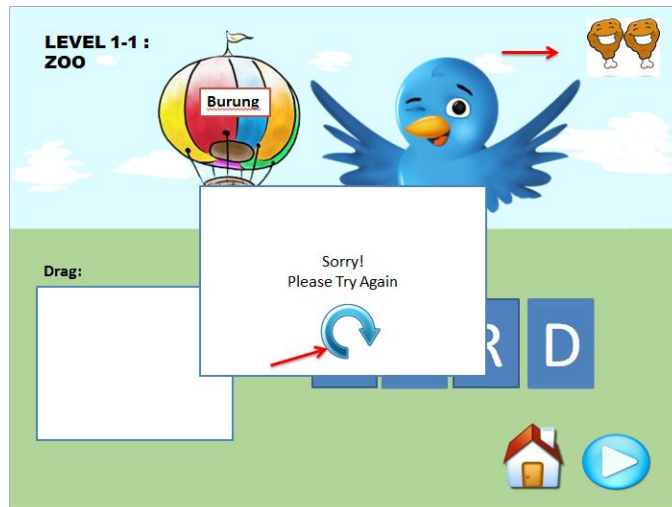 LEVEL 1-1 :
ZOO
Burung
Sorry!
Please Try Again
Drag:
R D